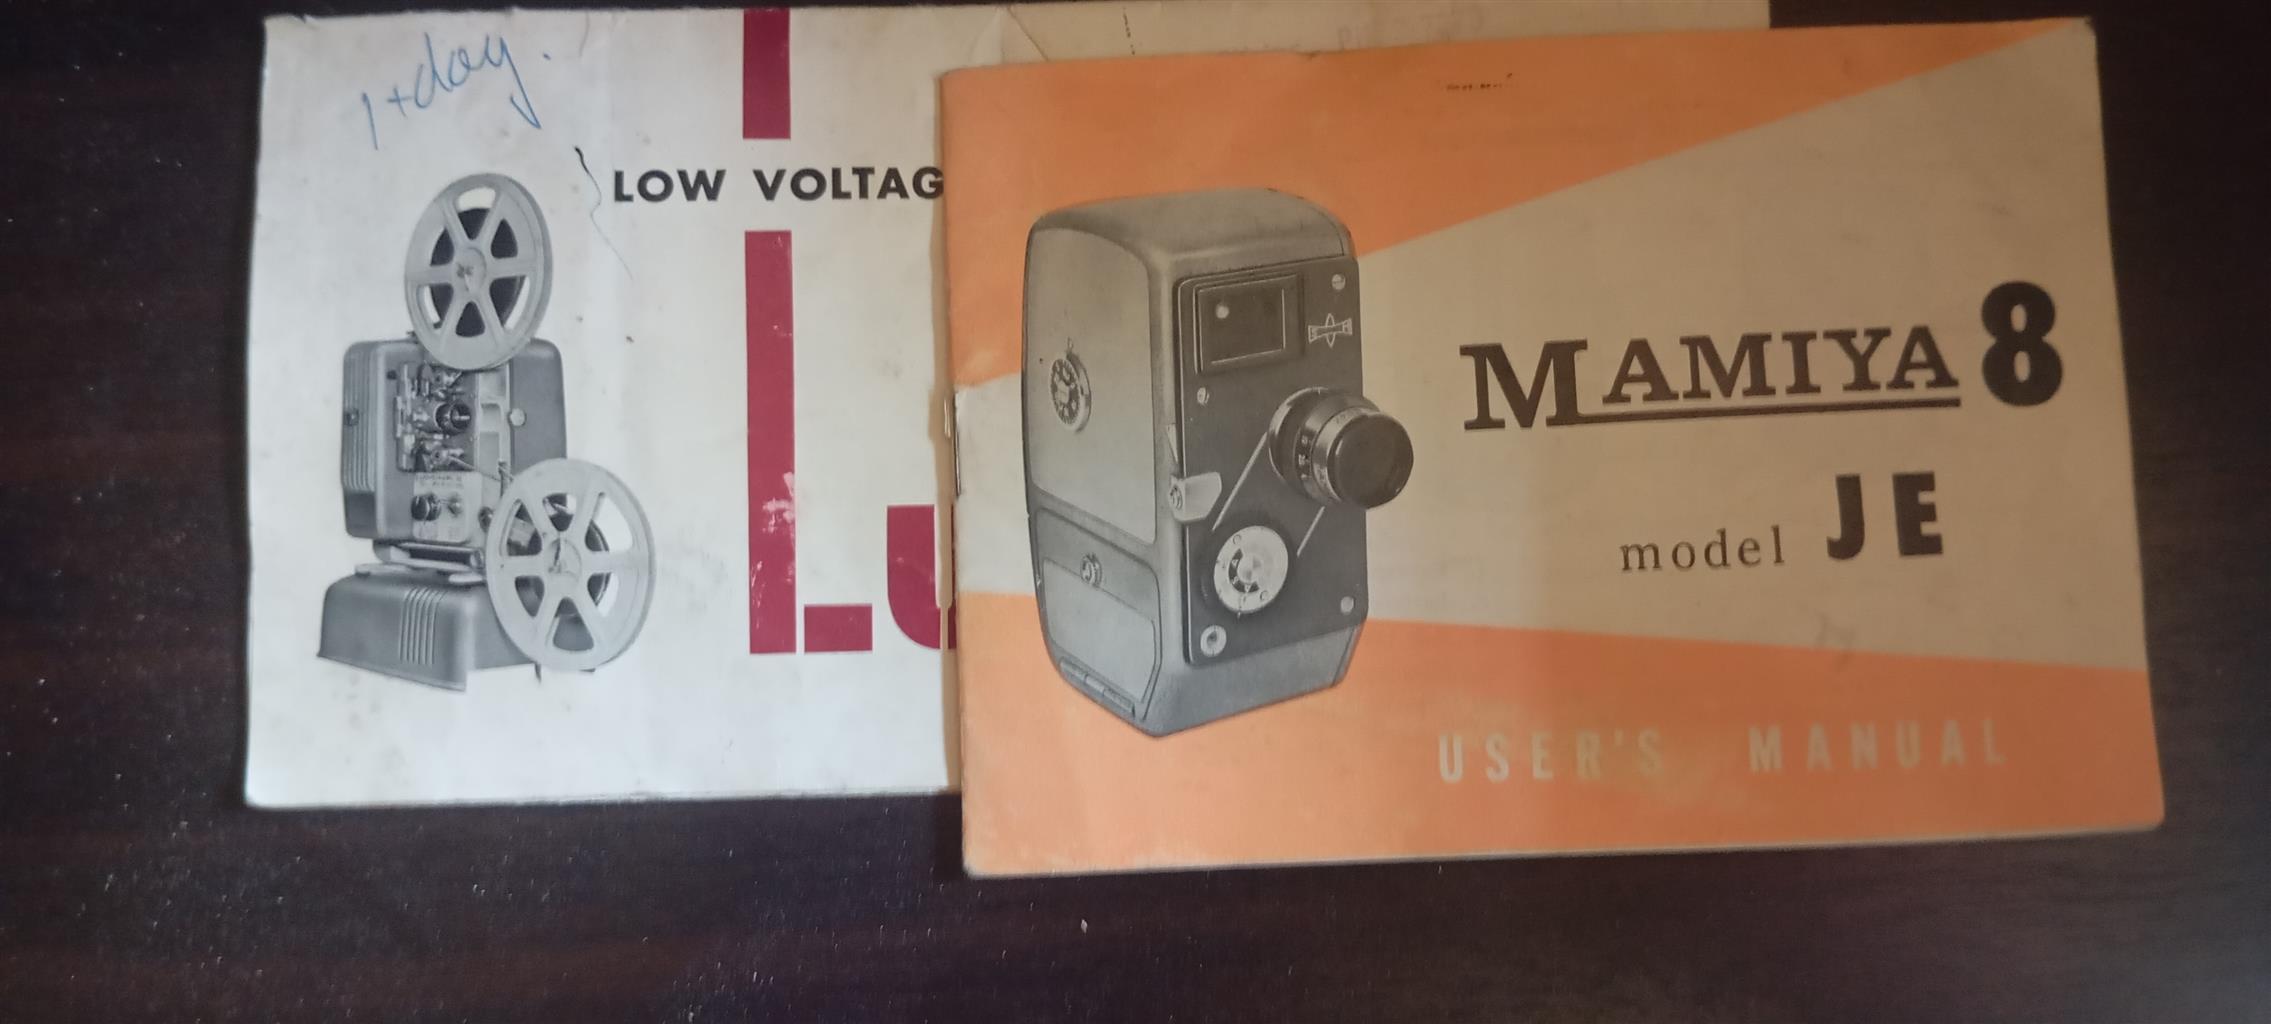 1+day.
LOW VOLTAG
MAMIYA 8
model JE
USER'S MANUAL